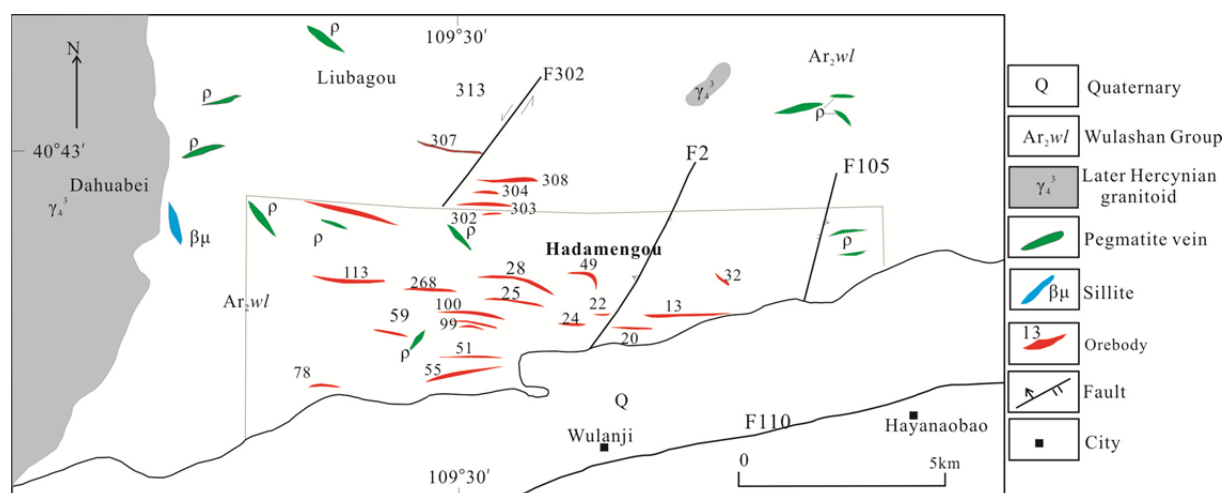 109°30′
N
ρ
Liubagou
313
F302
Ar₂wl
γ₄³
ρ
ρ
ρ
307
F2
F105
40°43′
Dahuabei
γ₄³
308
304
303
302
βμ
ρ
ρ
ρ
ρ
Hadamengou
113
268
28
49
32
25
Ar₂wl
59
100
99
22
24
13
20
ρ
51
55
78
Q
Wulanji
F110
Hayanaobao
109°30′
0
5km
Q
Quaternary
Ar₂wl
Wulashan Group
γ₄³
Later Hercynian
granitoid
Pegmatite vein
βμ
Sillite
13
Orebody
Fault
City